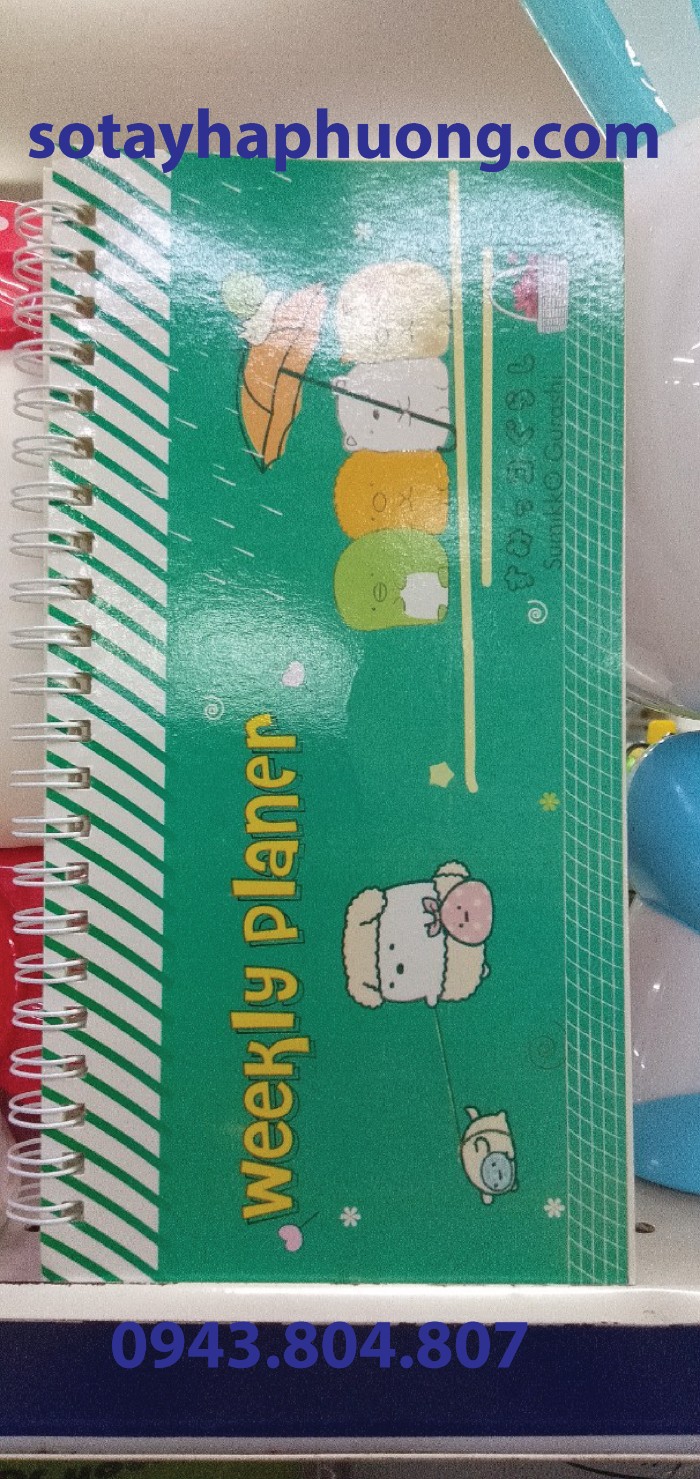 sotayhaphuong.com
weekly planer
すみっコぐらし
Sumikko Gurashi
0943.804.807